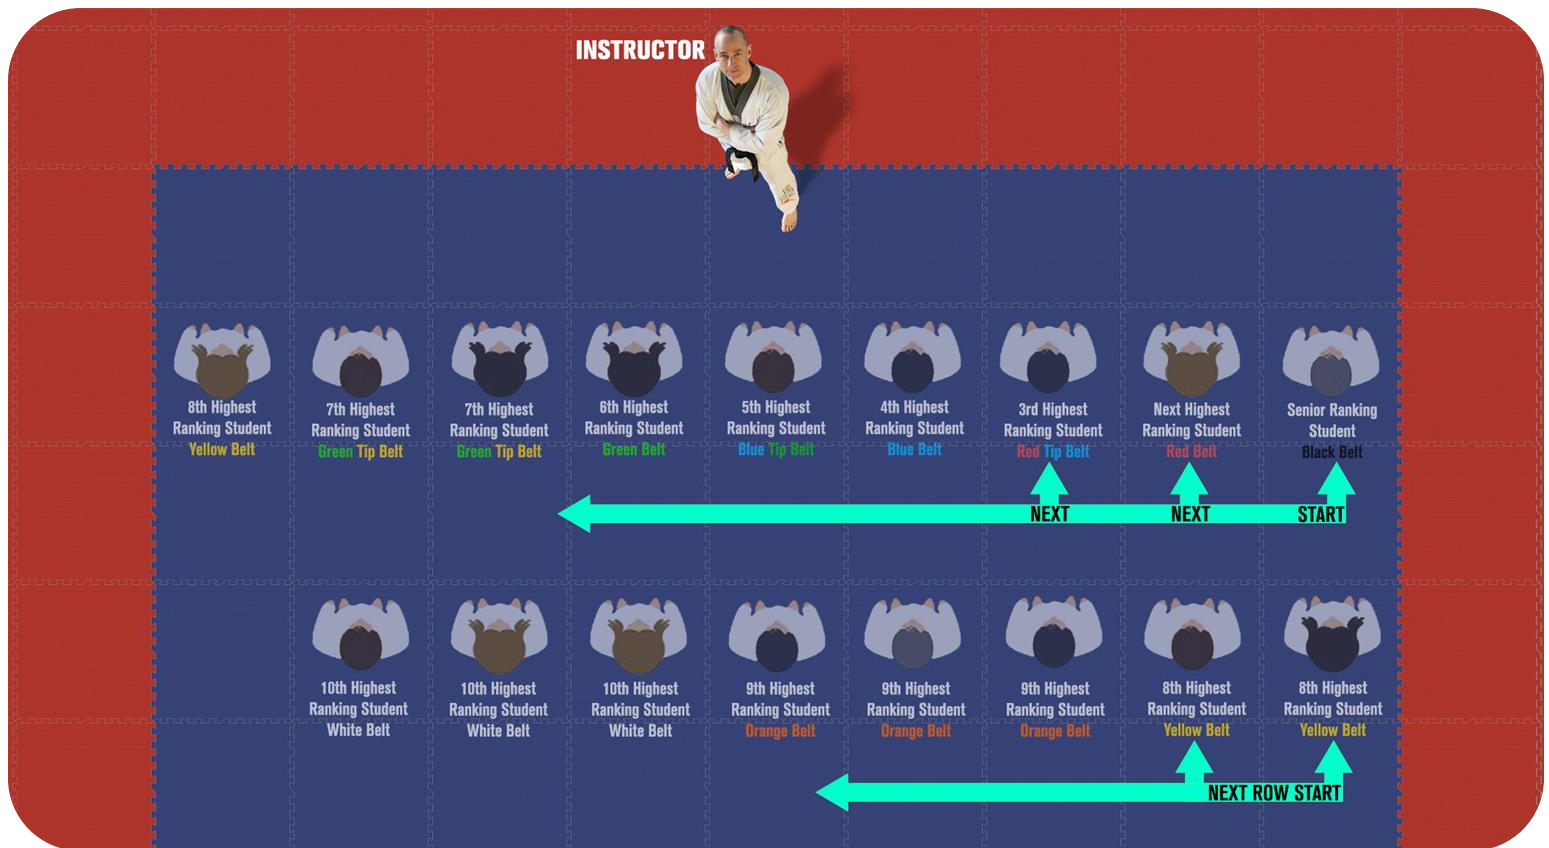 INSTRUCTOR
8th Highest
Ranking Student
Yellow Belt
7th Highest
Ranking Student
Green Tip Belt
7th Highest
Ranking Student
Green Tip Belt
6th Highest
Ranking Student
Green Belt
5th Highest
Ranking Student
Blue Tip Belt
4th Highest
Ranking Student
Blue Belt
3rd Highest
Ranking Student
Red Tip Belt
Next Highest
Ranking Student
Red Belt
Senior Ranking
Student
Black Belt
NEXT
NEXT
START
10th Highest
Ranking Student
White Belt
10th Highest
Ranking Student
White Belt
10th Highest
Ranking Student
White Belt
9th Highest
Ranking Student
Orange Belt
9th Highest
Ranking Student
Orange Belt
9th Highest
Ranking Student
Orange Belt
8th Highest
Ranking Student
Yellow Belt
8th Highest
Ranking Student
Yellow Belt
NEXT ROW START